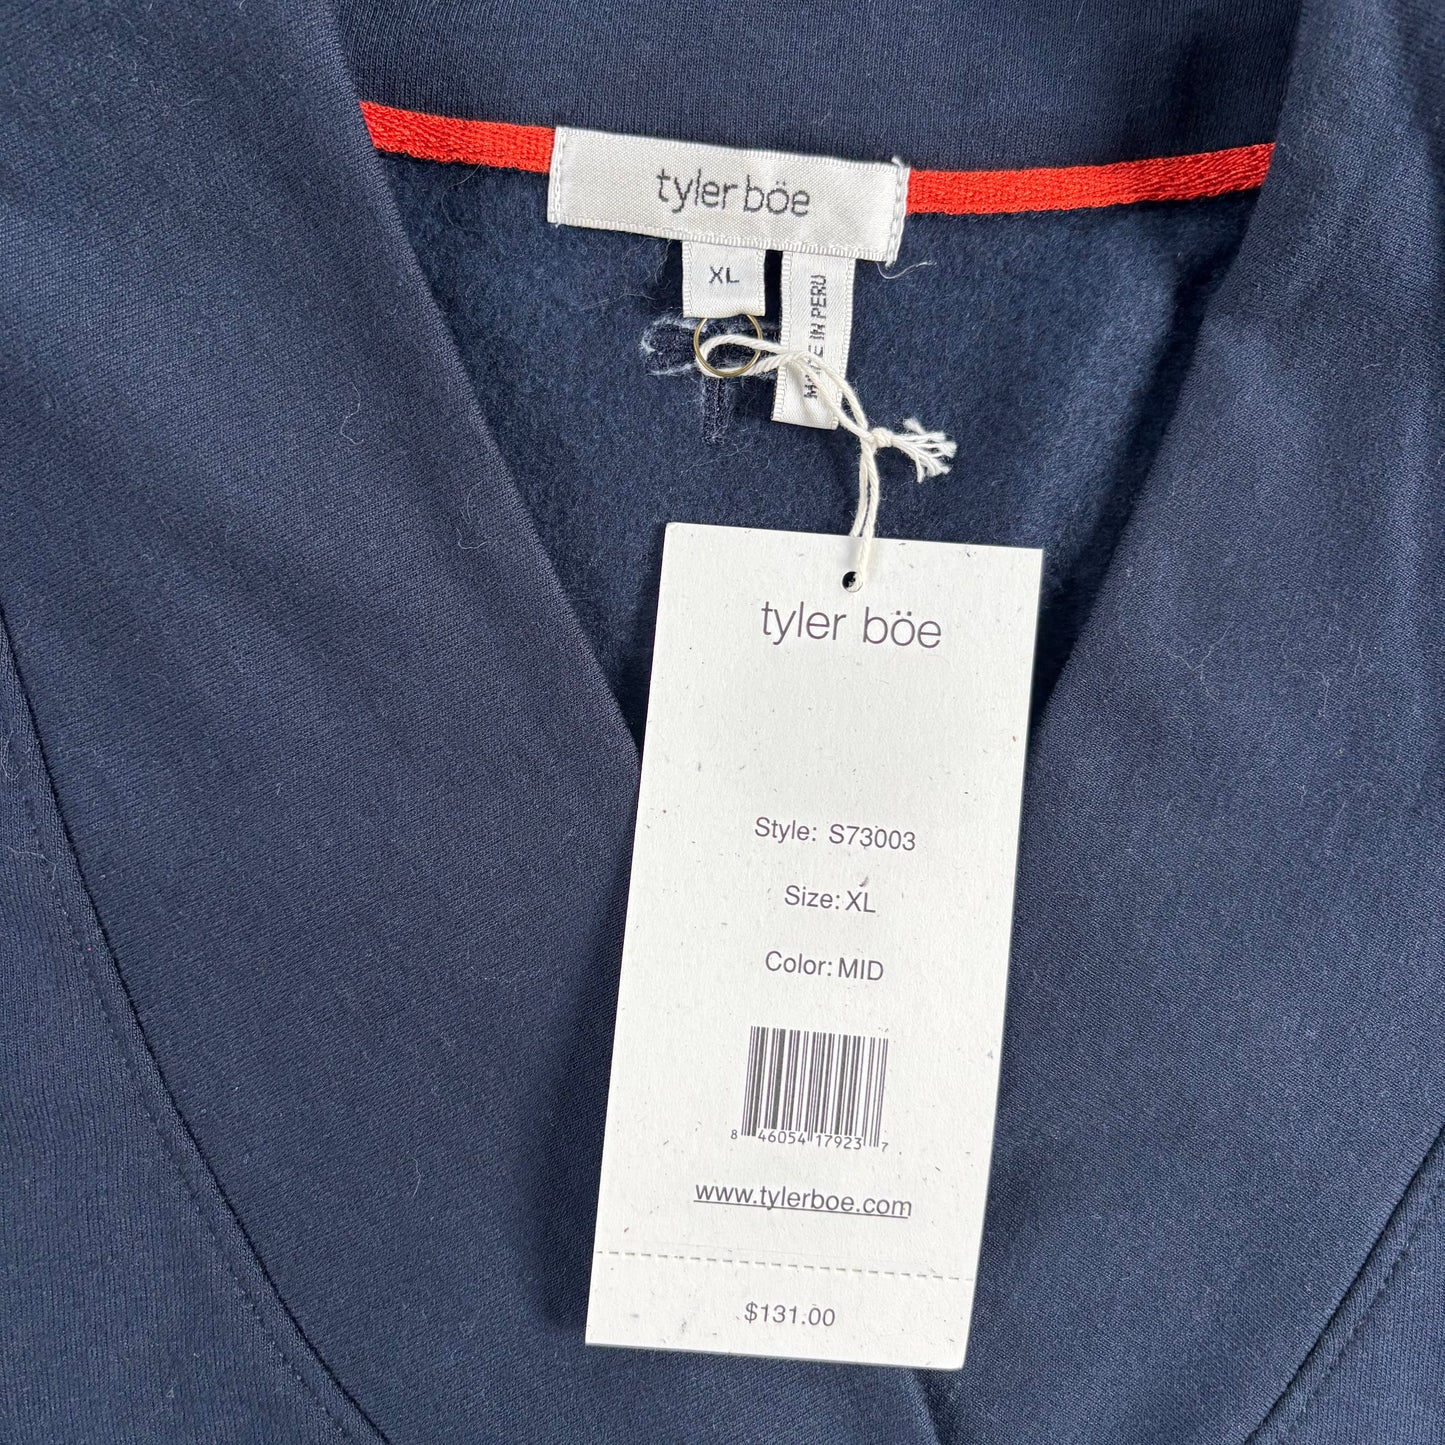 tyler böe
XL
MADE IN PERU
tyler böe
Style: S73003
Size: XL
Color: MID
8 46054 17923 7
www.tylerboe.com
$131.00